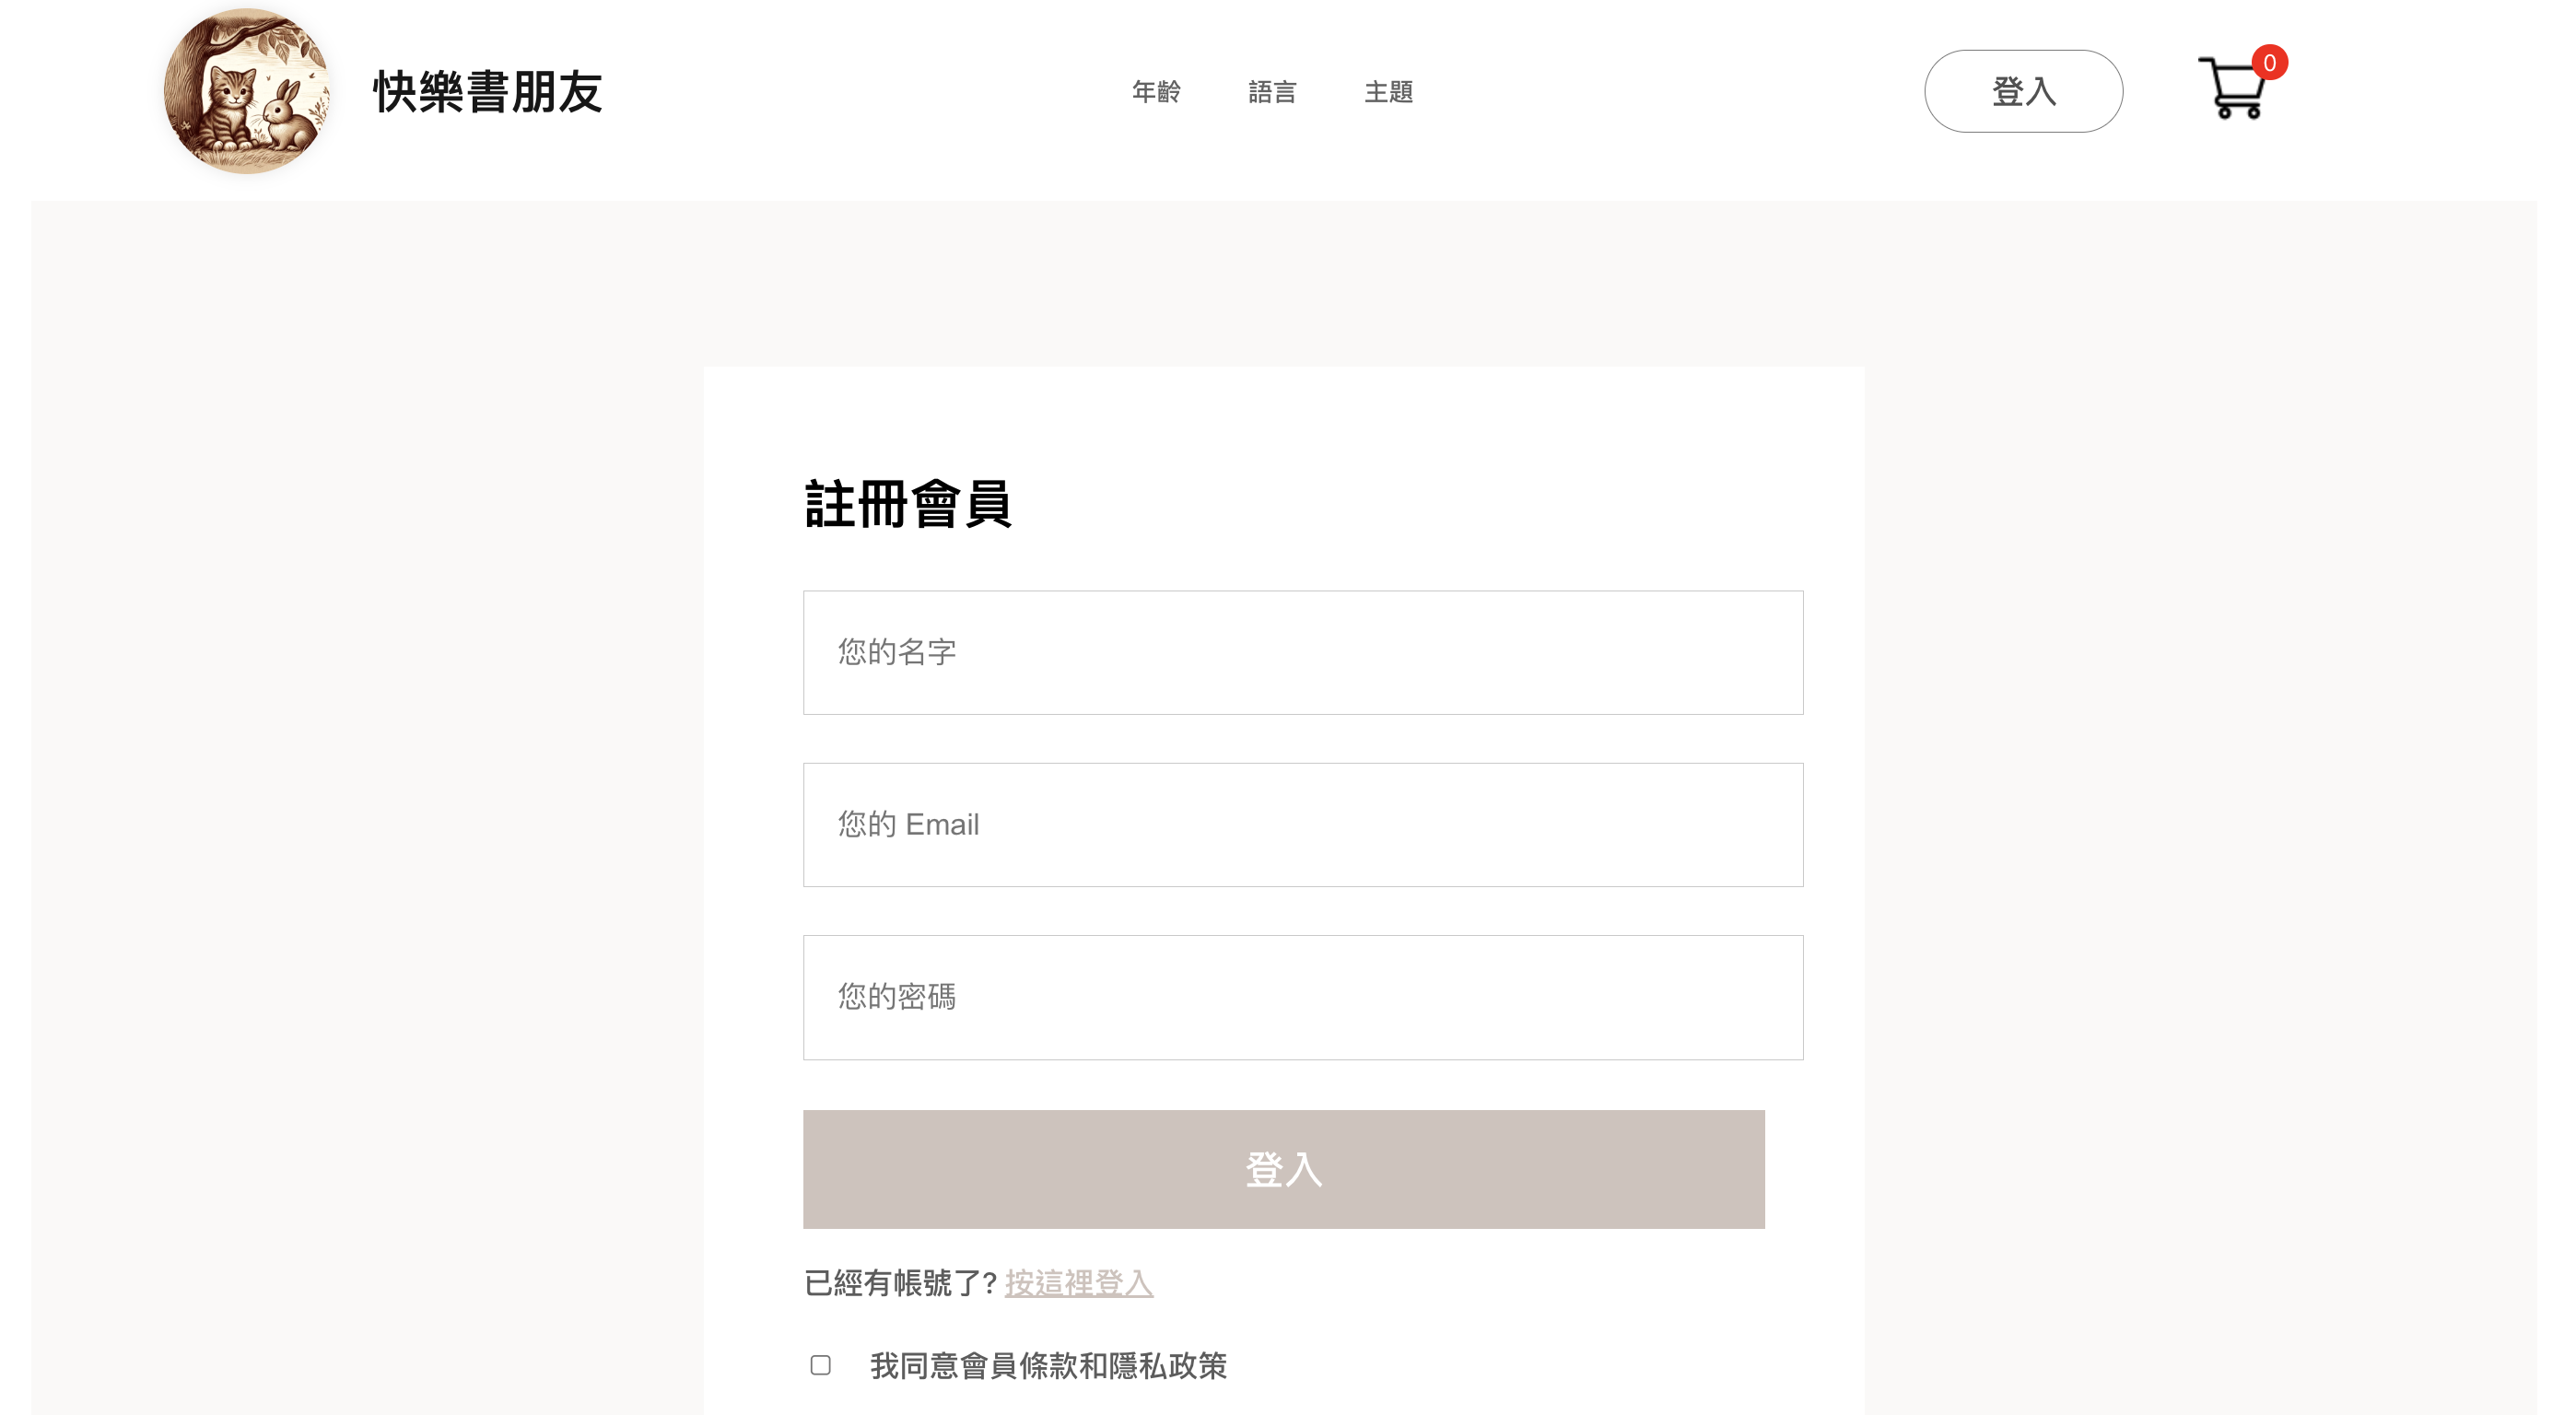 快樂書朋友
年齡 語言 主題
登入
0
註冊會員
您的名字
您的 Email
您的密碼
登入
已經有帳號了? 按這裡登入
我同意會員條款和隱私政策